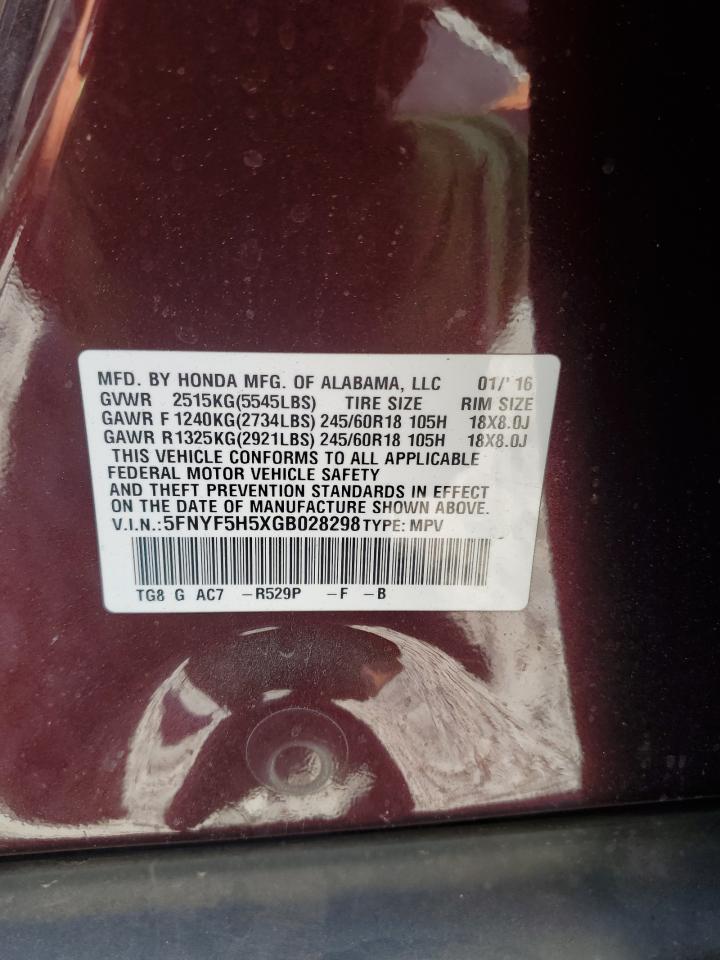 MFD. BY HONDA MFG. OF ALABAMA, LLC 01/'16
GVWR 2515KG(5545LBS) TIRE SIZE RIM SIZE
GAWR F 1240KG(2734LBS) 245/60R18 105H 18X8.0J
GAWR R1325KG(2921LBS) 245/60R18 105H 18X8.0J
THIS VEHICLE CONFORMS TO ALL APPLICABLE
FEDERAL MOTOR VEHICLE SAFETY
AND THEFT PREVENTION STANDARDS IN EFFECT
ON THE DATE OF MANUFACTURE SHOWN ABOVE.
V.I.N.:5FNYF5H5XGB028298 TYPE: MPV
TG8 G AC7 -R529P -F -B